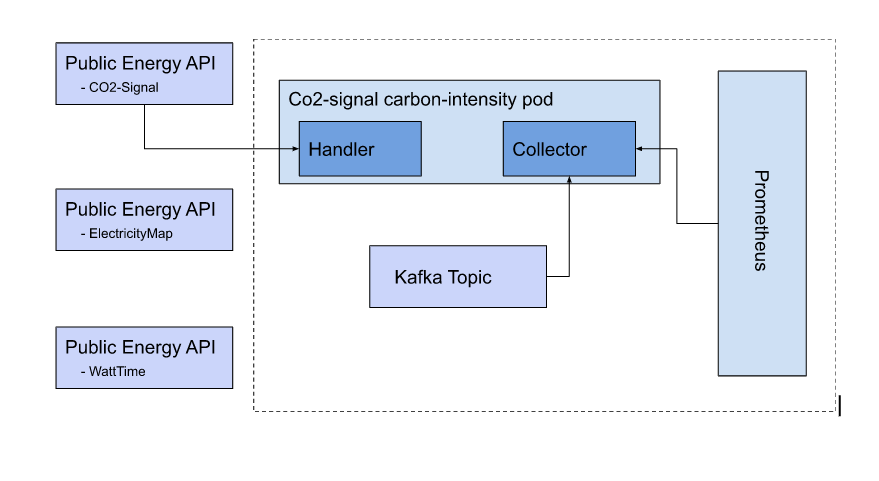 Public Energy API
- CO2-Signal
Co2-signal carbon-intensity pod
Handler
Collector
Public Energy API
- ElectricityMap
Kafka Topic
Prometheus
Public Energy API
- WattTime